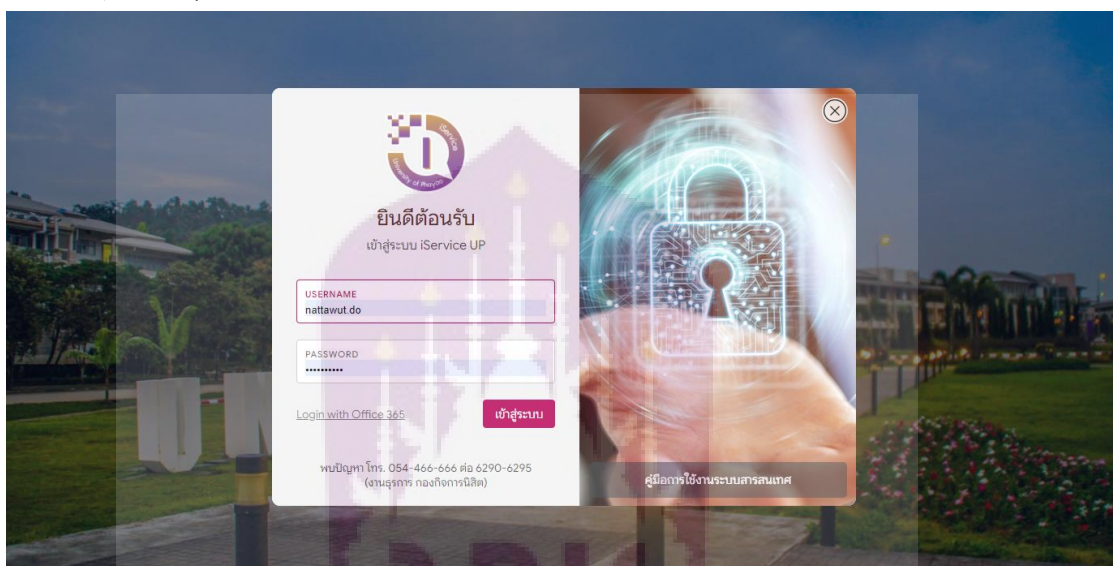 iService
University of Phayao
ยินดีต้อนรับ
เข้าสู่ระบบ iService UP
USERNAME
nattawut.do
PASSWORD
••••••••••
Login with Office 365
เข้าสู่ระบบ
พบปัญหา โทร. 054-466-666 ต่อ 6290-6295
(งานธุรการ กองกิจการนิสิต)
คู่มือการใช้งานระบบสารสนเทศ